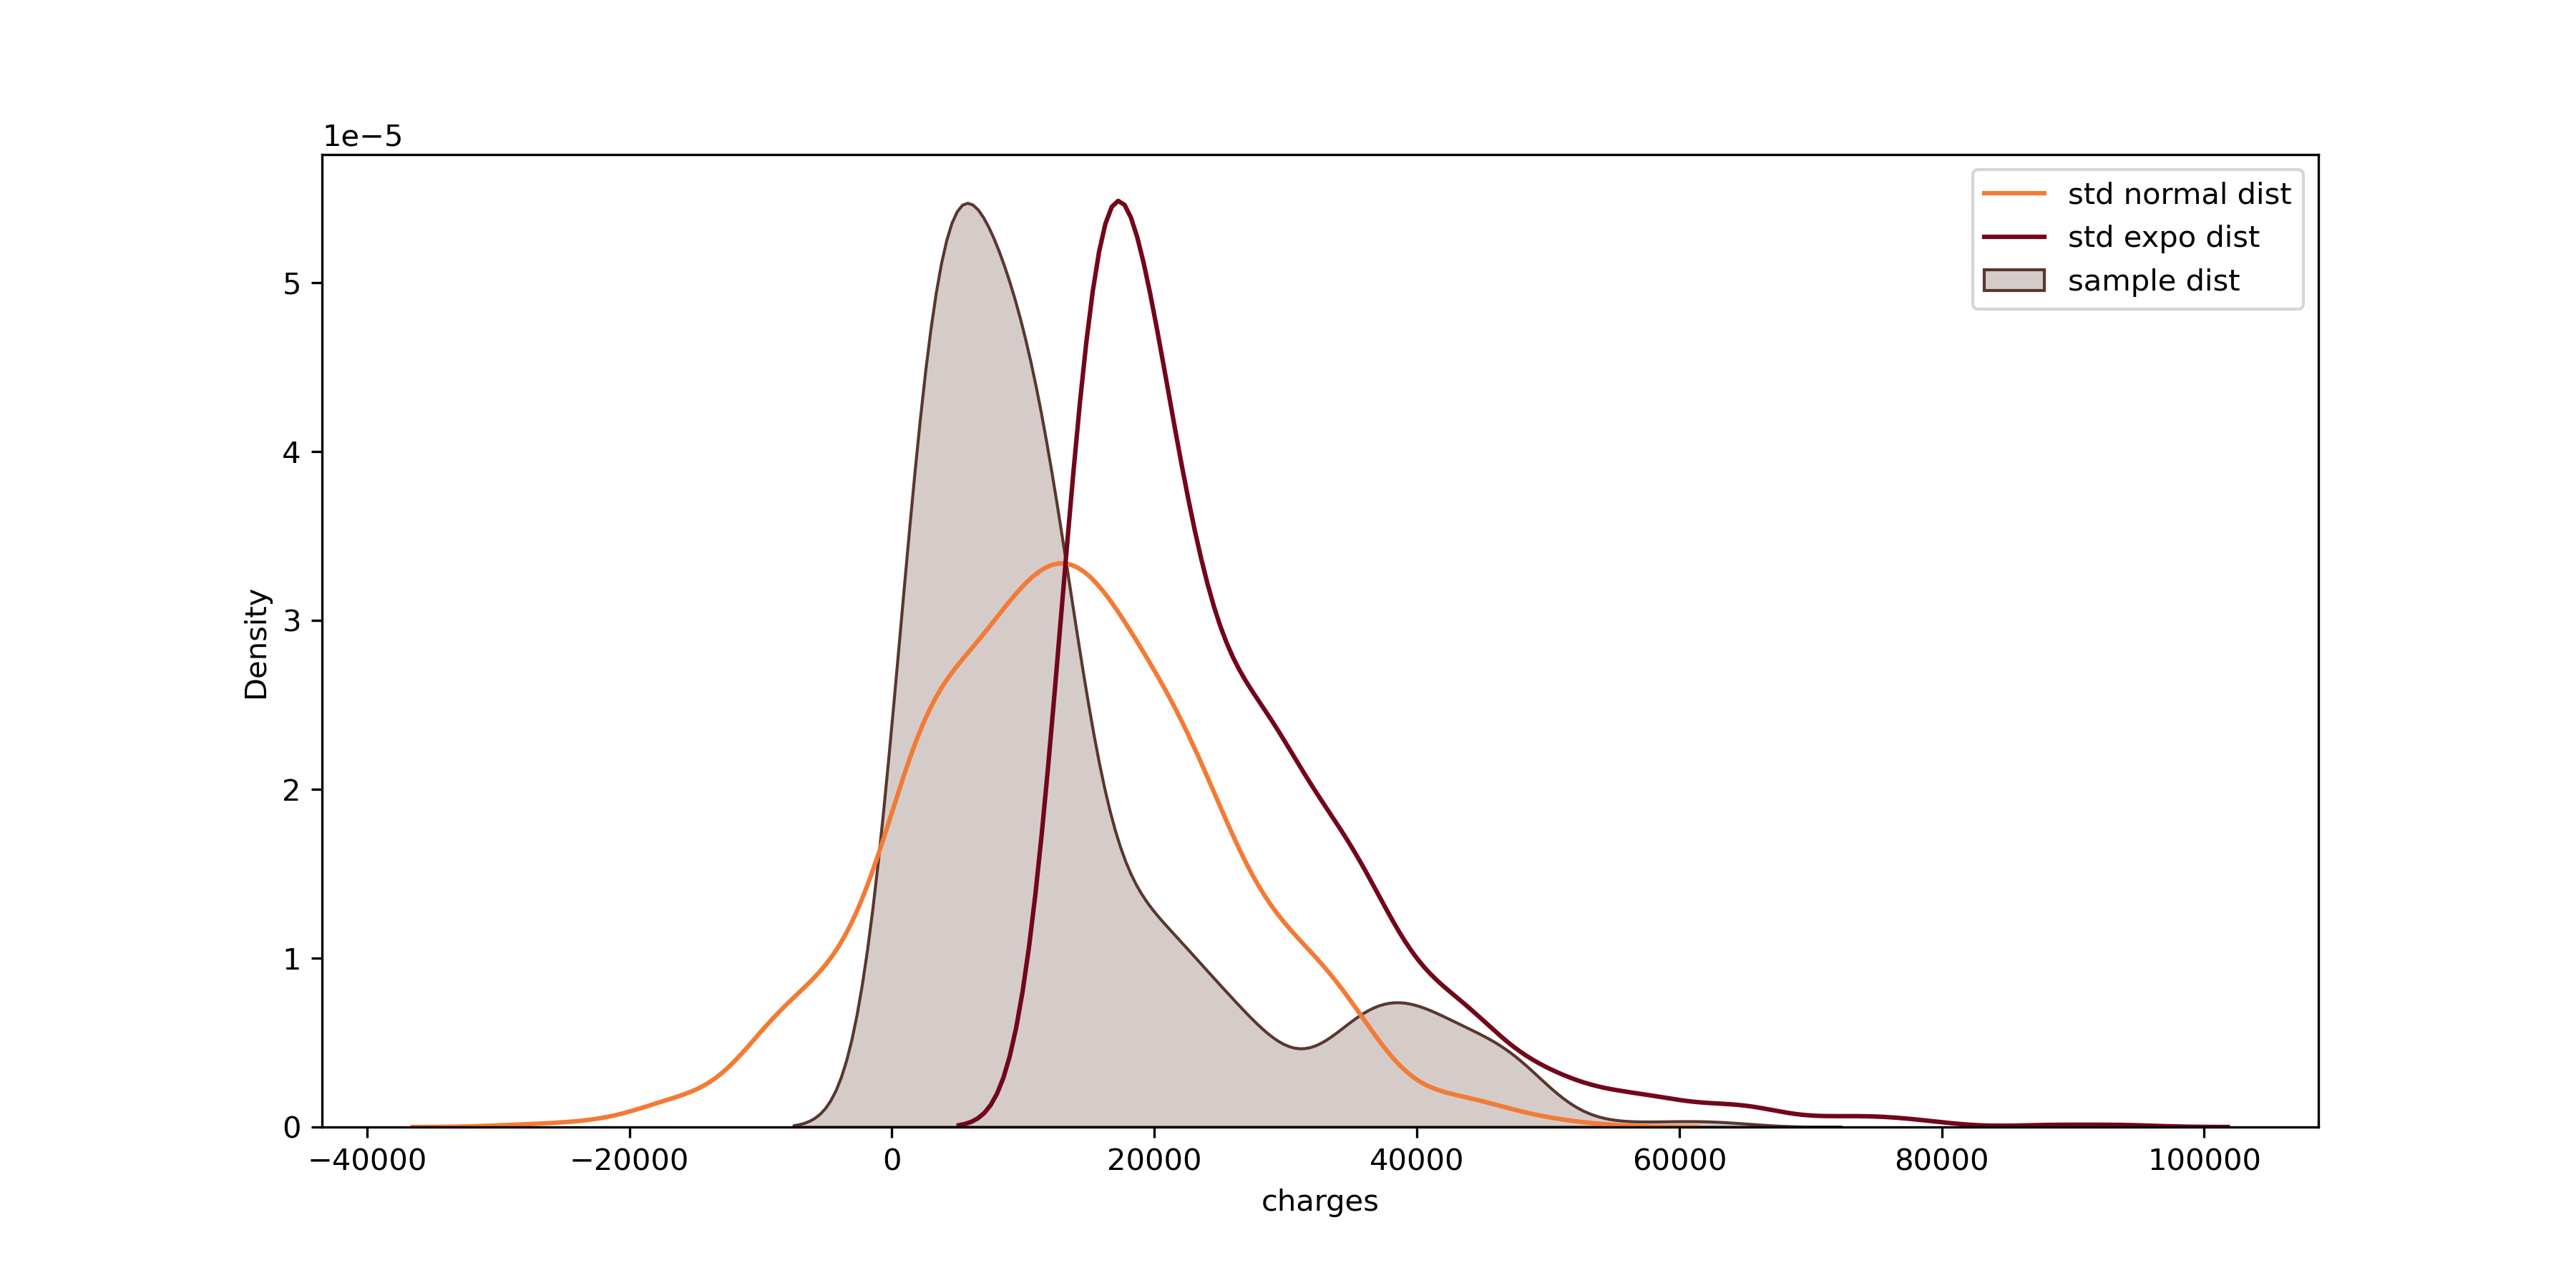 1e−5
std normal dist
std expo dist
sample dist
5
4
3
2
1
0
Density
−40000 −20000 0 20000 40000 60000 80000 100000
charges